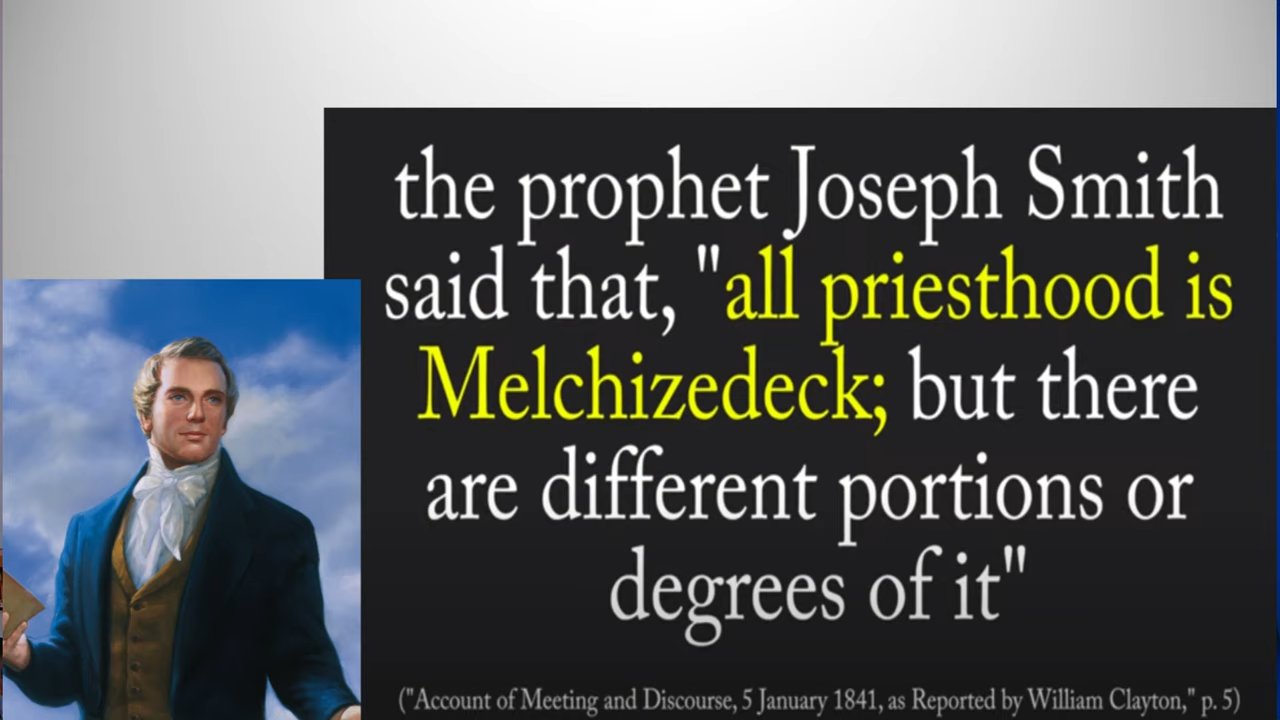 the prophet Joseph Smith
said that, "all priesthood is
Melchizedeck; but there
are different portions or
degrees of it"
("Account of Meeting and Discourse, 5 January 1841, as Reported by William Clayton," p. 5)